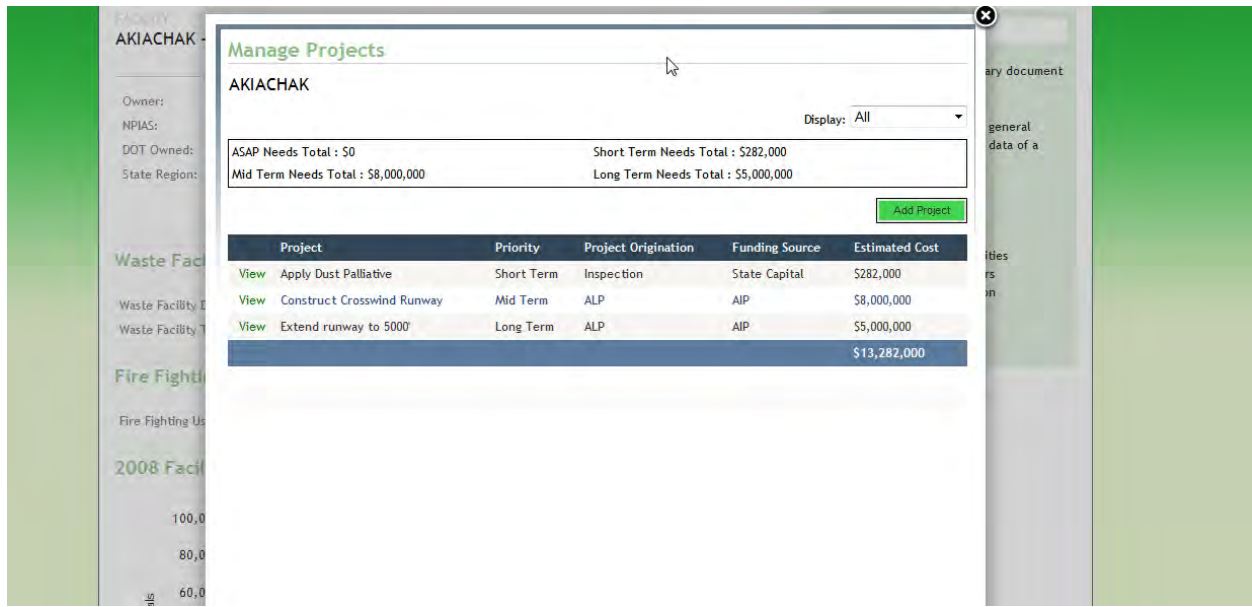 FACILITY
AKIACHAK -
Owner:
NPIAS:
DOT Owned:
State Region:
Waste Faci
Waste Facility
Waste Facility
Fire Fighti
Fire Fighting Us
2008 Facil
100,0
80,0
60,0
Manage Projects
AKIACHAK
Display: All
ASAP Needs Total : $0 Short Term Needs Total : $282,000
Mid Term Needs Total : $8,000,000 Long Term Needs Total : $5,000,000
Add Project
Project Priority Project Origination Funding Source Estimated Cost
View Apply Dust Palliative Short Term Inspection State Capital $282,000
View Construct Crosswind Runway Mid Term ALP AIP $8,000,000
View Extend runway to 5000' Long Term ALP AIP $5,000,000
$13,282,000
ary document
general
data of a
ities
rs
on